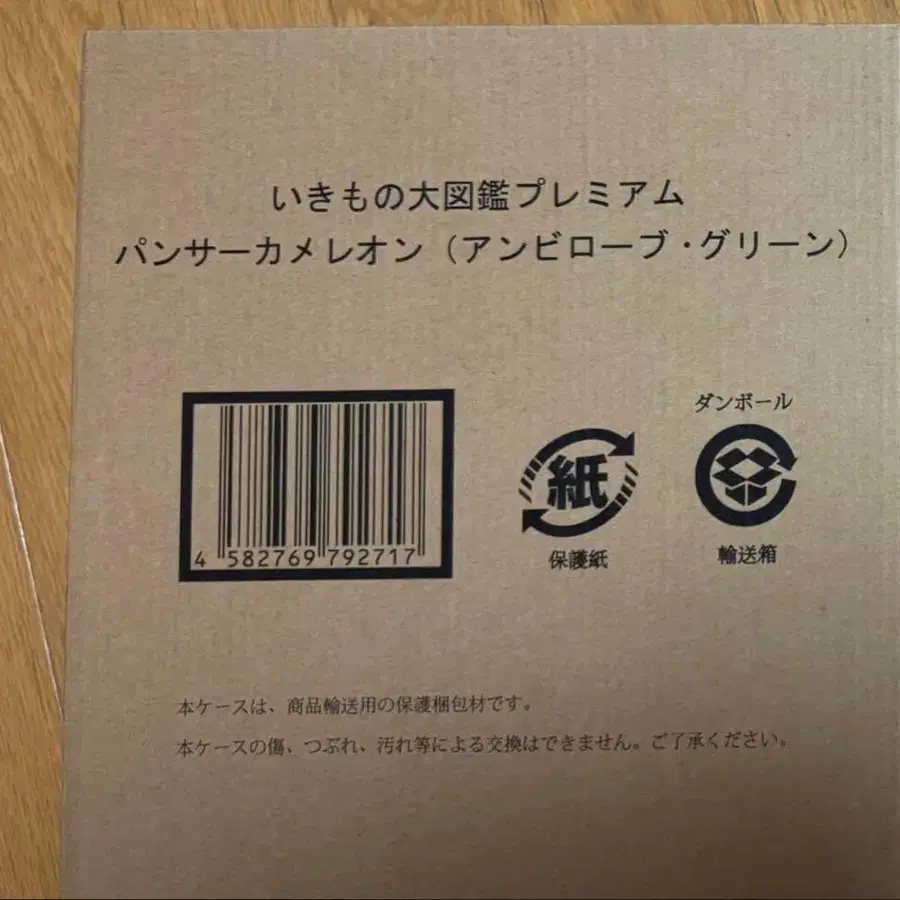 いきもの大図鑑プレミアム
パンサーカメレオン（アンビローブ・グリーン）
4 582769 792717
紙
保護紙
ダンボール
輸送箱
本ケースは、商品輸送用の保護梱包材です。
本ケースの傷、つぶれ、汚れ等による交換はできません。ご了承ください。